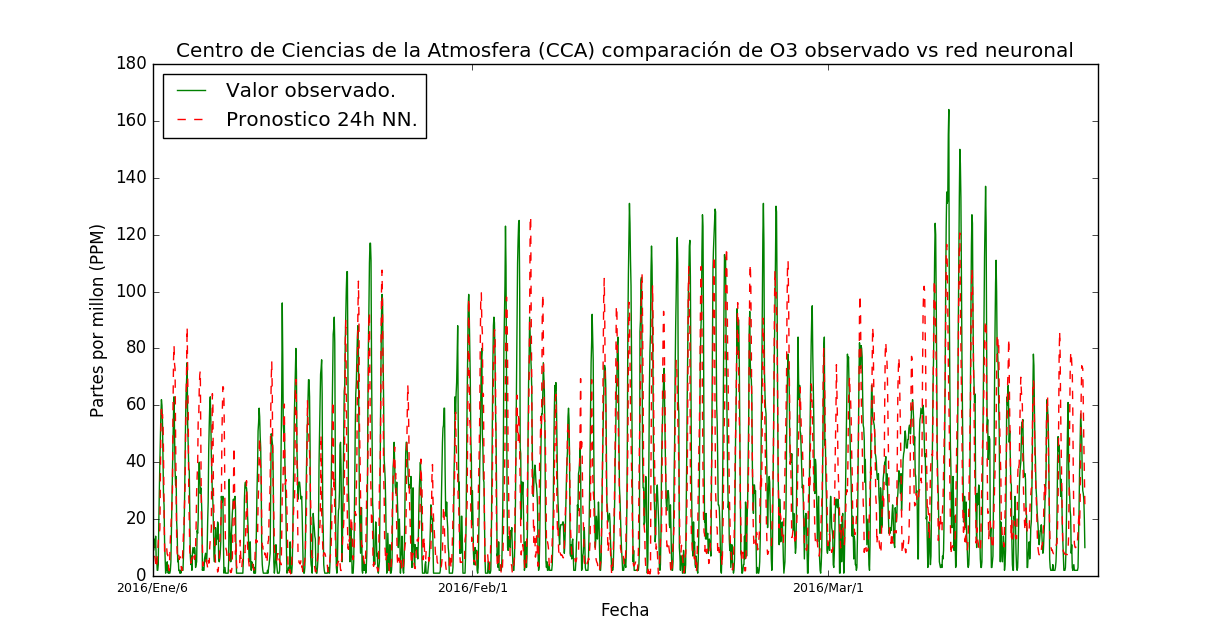 Centro de Ciencias de la Atmosfera (CCA) comparación de O3 observado vs red neuronal
180
160
140
120
100
80
60
40
20
0
Valor observado.
Pronostico 24h NN.
Partes por millon (PPM)
2016/Ene/6
2016/Feb/1
2016/Mar/1
Fecha